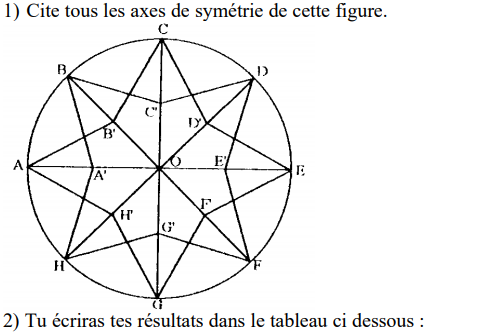 1) Cite tous les axes de symétrie de cette figure.
C
B
D
C'
D'
B'
A
O
E'
E
A'
F'
H'
G'
H
F
G
2) Tu écriras tes résultats dans le tableau ci dessous :